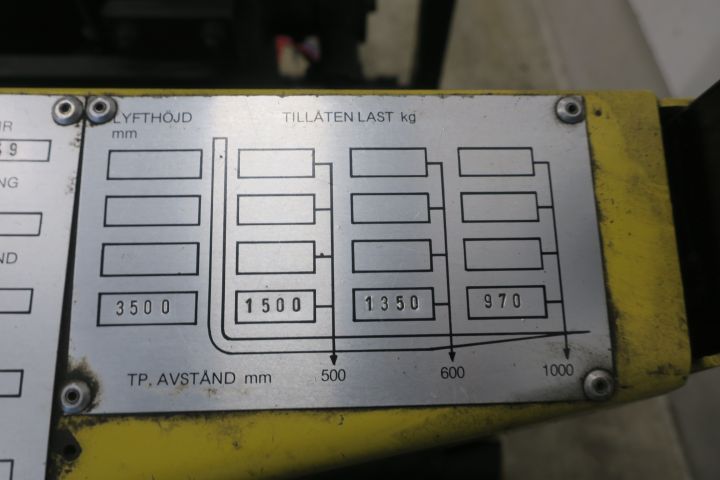 LYFTHÖJD
mm
TILLÅTEN LAST kg
3500 1500 1350 970
TP. AVSTÅND mm 500 600 1000